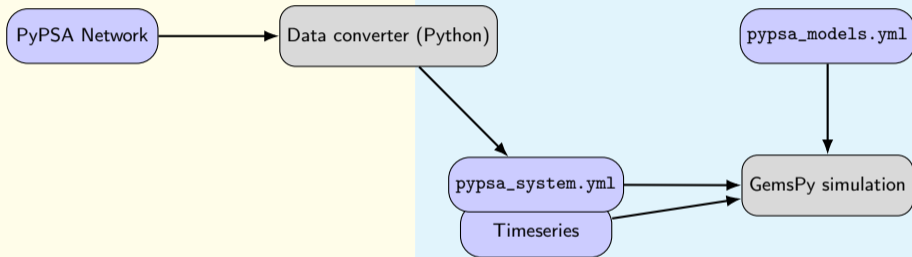 PyPSA Network
Data converter (Python)
pypsa_models.yml
pypsa_system.yml
GemsPy simulation
Timeseries